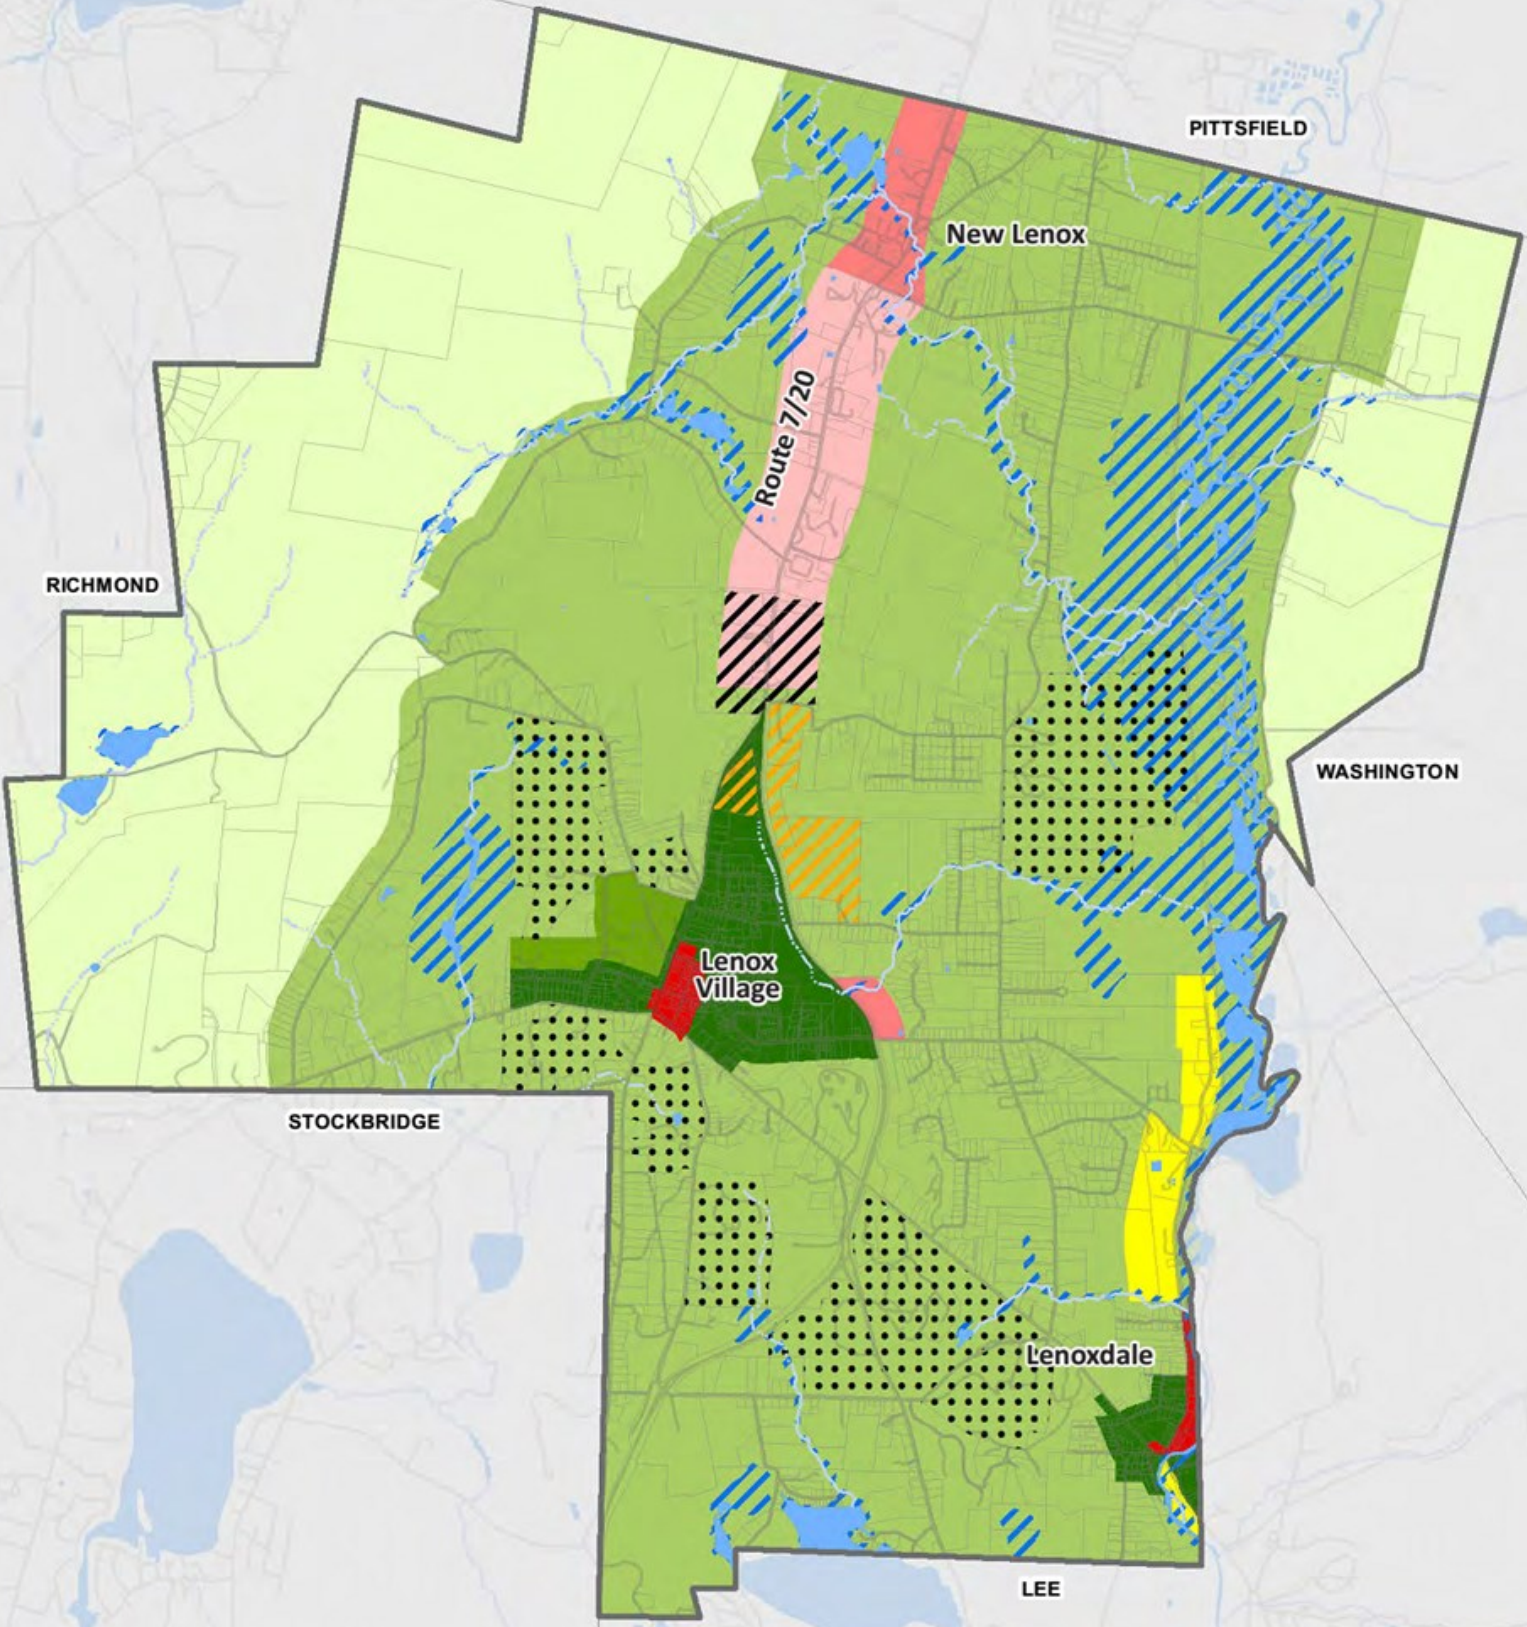 PITTSFIELD
New Lenox
Route 7/20
RICHMOND
WASHINGTON
Lenox
Village
STOCKBRIDGE
Lenoxdale
LEE